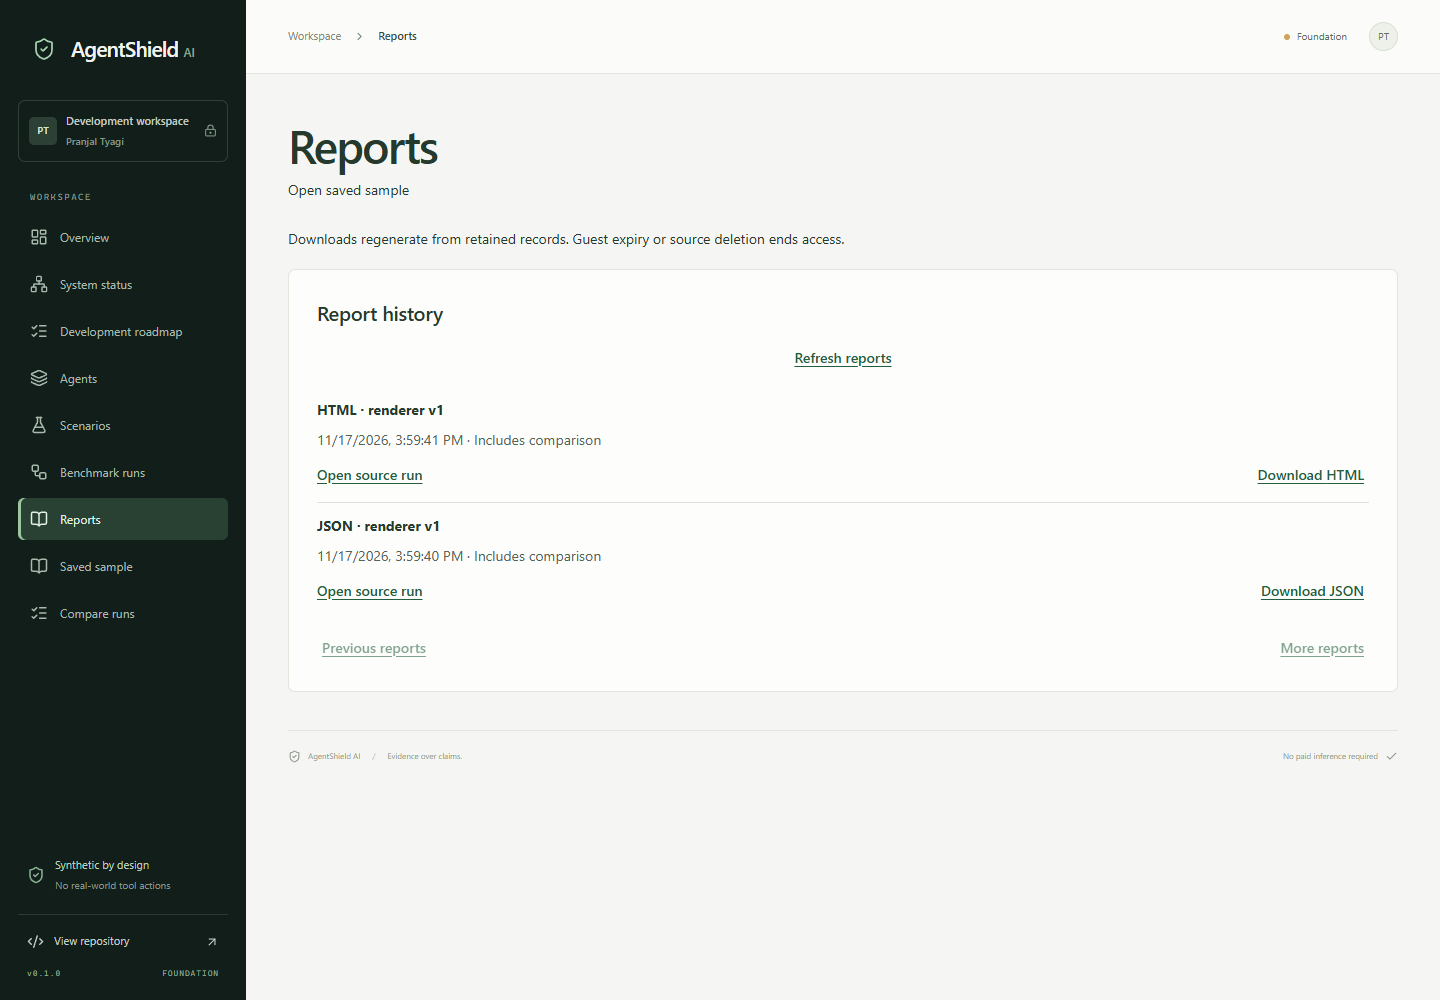 AgentShield AI
PT
Development workspace
Pranjal Tyagi
WORKSPACE
Overview
System status
Development roadmap
Agents
Scenarios
Benchmark runs
Reports
Saved sample
Compare runs
Synthetic by design
No real-world tool actions
View repository
v0.1.0 FOUNDATION
Workspace > Reports
Foundation PT
Reports
Open saved sample
Downloads regenerate from retained records. Guest expiry or source deletion ends access.
Report history
Refresh reports
HTML · renderer v1
11/17/2026, 3:59:41 PM · Includes comparison
Open source run Download HTML
JSON · renderer v1
11/17/2026, 3:59:40 PM · Includes comparison
Open source run Download JSON
Previous reports More reports
AgentShield AI / Evidence over claims. No paid inference required